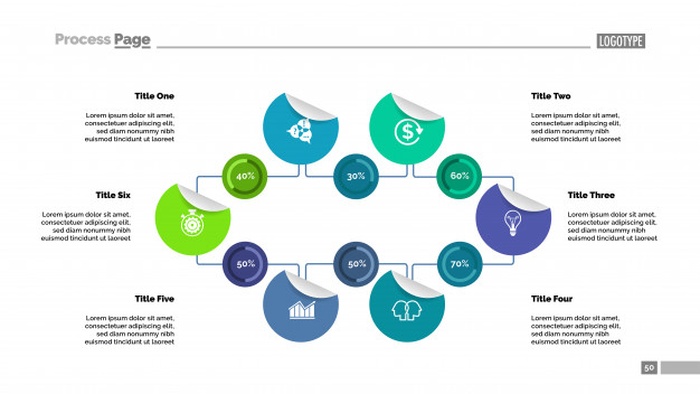 Process Page
LOGOTYPE
Title One
Lorem ipsum dolor sit amet,
consectetuer adipiscing elit,
sed diam nonummy nibh
euismod tincidunt ut laoreet
Title Two
Lorem ipsum dolor sit amet,
consectetuer adipiscing elit,
sed diam nonummy nibh
euismod tincidunt ut laoreet
40%
30%
60%
$
Title Six
Lorem ipsum dolor sit amet,
consectetuer adipiscing elit,
sed diam nonummy nibh
euismod tincidunt ut laoreet
Title Three
Lorem ipsum dolor sit amet,
consectetuer adipiscing elit,
sed diam nonummy nibh
euismod tincidunt ut laoreet
50%
50%
70%
Title Five
Lorem ipsum dolor sit amet,
consectetuer adipiscing elit,
sed diam nonummy nibh
euismod tincidunt ut laoreet
Title Four
Lorem ipsum dolor sit amet,
consectetuer adipiscing elit,
sed diam nonummy nibh
euismod tincidunt ut laoreet
50